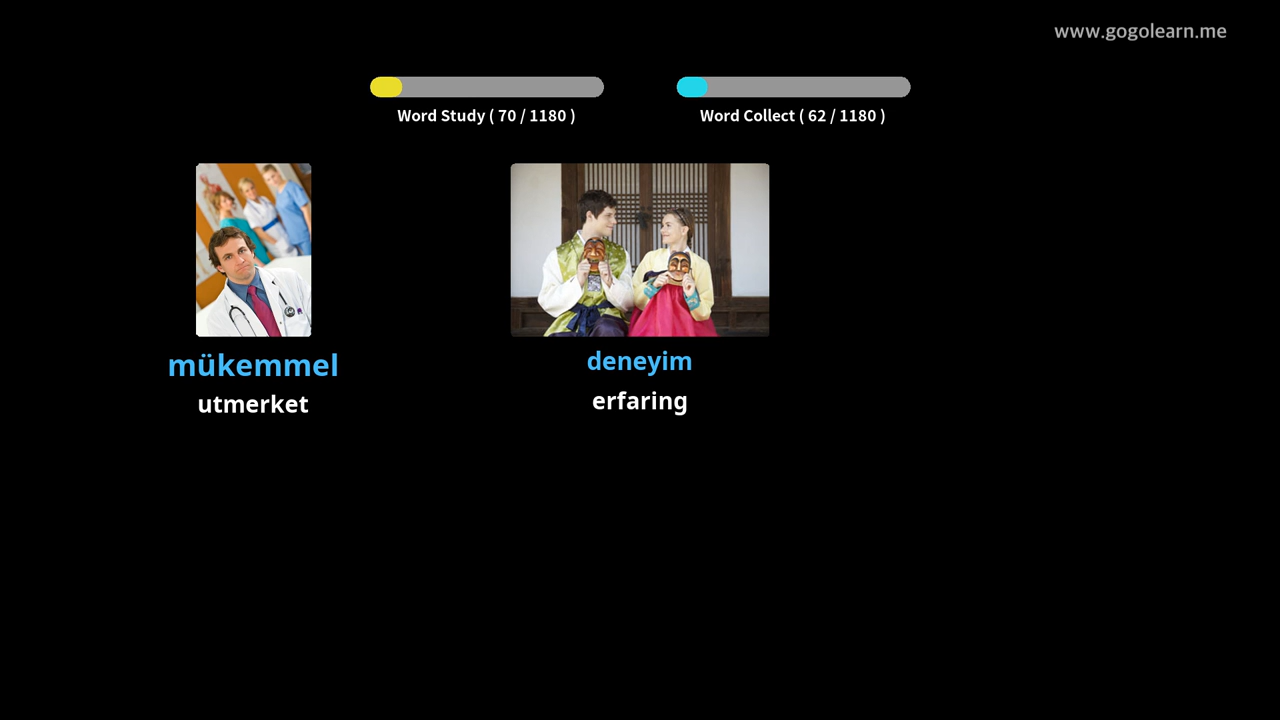 www.gogolearn.me
Word Study ( 70 / 1180 )
Word Collect ( 62 / 1180 )
mükemmel
utmerket
deneyim
erfaring